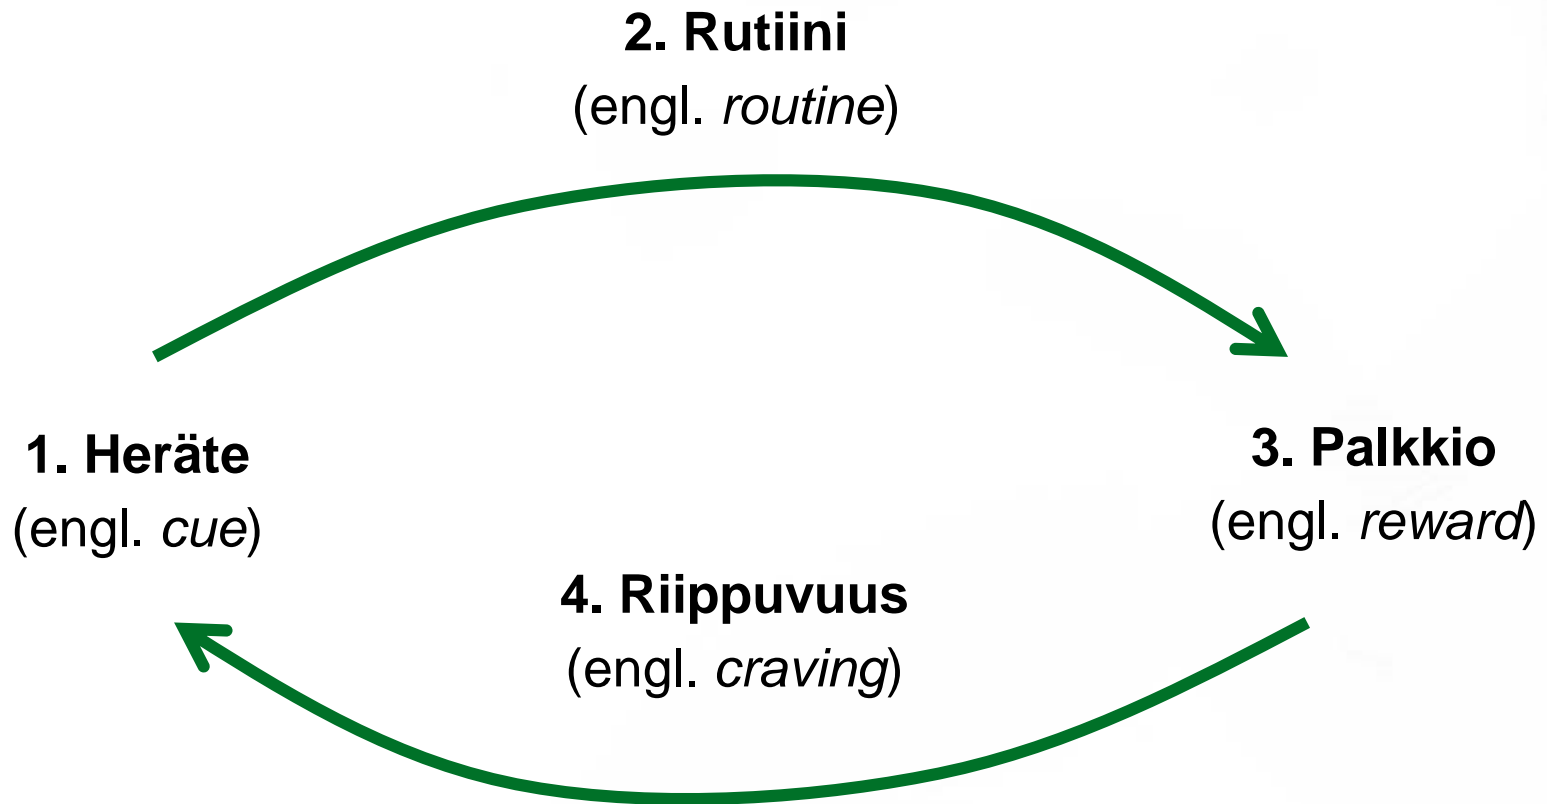 2. Rutiini
(engl. routine)
1. Heräte
(engl. cue)
3. Palkkio
(engl. reward)
4. Riippuvuus
(engl. craving)